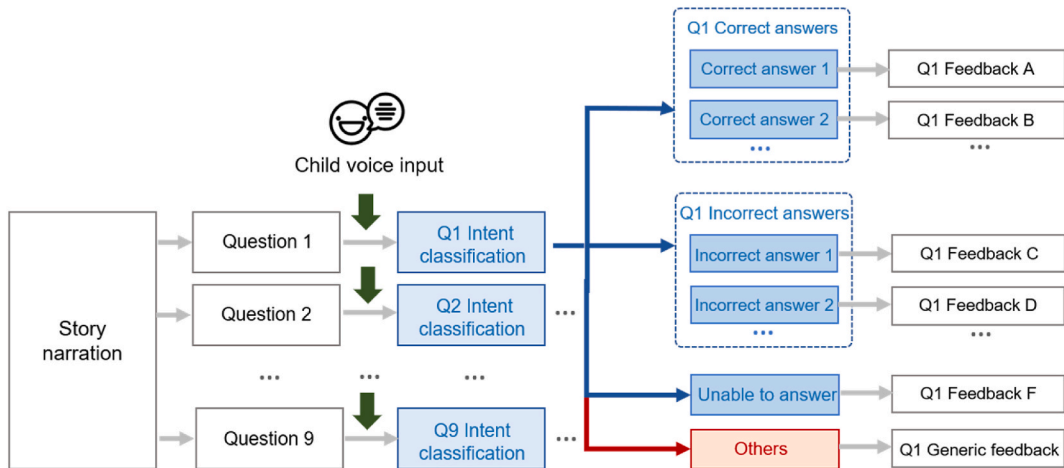 Story
narration
Child voice input
Question 1
Question 2
...
Question 9
...
Q1 Intent
classification
Q2 Intent
classification
...
...
Q9 Intent
classification
...
Q1 Correct answers
Correct answer 1
Correct answer 2
...
Q1 Feedback A
Q1 Feedback B
...
Q1 Incorrect answers
Incorrect answer 1
Incorrect answer 2
...
Q1 Feedback C
Q1 Feedback D
...
Unable to answer
Q1 Feedback F
Others
Q1 Generic feedback